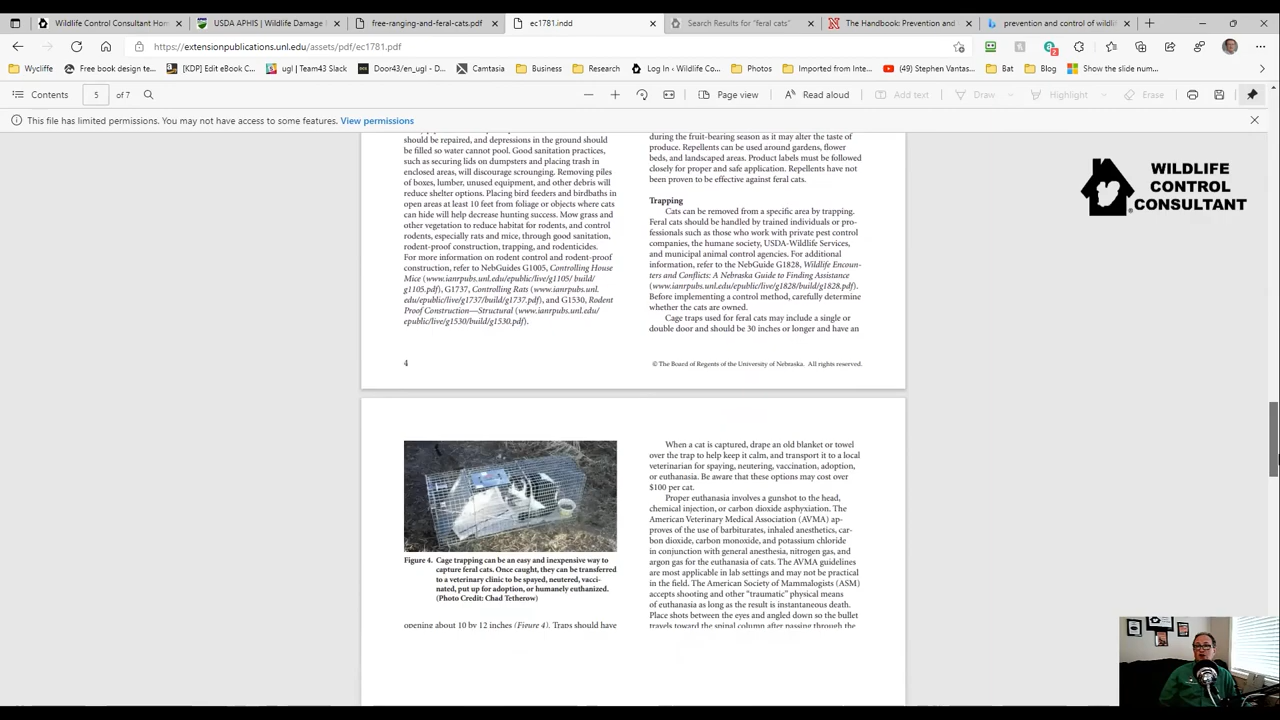 Wildlife Control Consultant Hon
USDA APHIS | Wildlife Damage M
free-ranging-and-feral-cats.pdf
ec1781.indd
Search Results for "feral cats"
The Handbook: Prevention and
prevention and control of wildlif
https://extensionpublications.unl.edu/assets/pdf/ec1781.pdf
2
Wycliffe
Free book design te...
[KDP] Edit eBook C...
ugl | Team43 Slack
Door43/en_ugl - D...
Camtasia
Business
Research
Log In ‹ Wildlife Co...
Photos
Imported from Inte...
(49) Stephen Vantas...
Bat
Blog
Show the slide num...
Contents
5 of 7
Page view
Read aloud
Add text
Draw
Highlight
Erase
This file has limited permissions. You may not have access to some features. View permissions
should be repaired, and depressions in the ground should
be filled so water cannot pool. Good sanitation practices,
such as securing lids on dumpsters and placing trash in
enclosed areas, will discourage scrounging. Removing piles
of boxes, lumber, unused equipment, and other debris will
reduce shelter options. Placing bird feeders and birdbaths in
open areas at least 10 feet from foliage or objects where cats
can hide will help decrease hunting success. Mow grass and
other vegetation to reduce habitat for rodents, and control
rodents, especially rats and mice, through good sanitation,
rodent-proof construction, trapping, and rodenticides.
For more information on rodent control and rodent-proof
construction, refer to NebGuides G1005, Controlling House
Mice (www.ianrpubs.unl.edu/epublic/live/g1105/ build/
g1105.pdf), G1737, Controlling Rats (www.ianrpubs.unl.
edu/epublic/live/g1737/build/g1737.pdf), and G1530, Rodent
Proof Construction—Structural (www.ianrpubs.unl.edu/
epublic/live/g1530/build/g1530.pdf).
4
during the fruit-bearing season as it may alter the taste of
produce. Repellents can be used around gardens, flower
beds, and landscaped areas. Product labels must be followed
closely for proper and safe application. Repellents have not
been proven to be effective against feral cats.
Trapping
Cats can be removed from a specific area by trapping.
Feral cats should be handled by trained individuals or pro-
fessionals such as those who work with private pest control
companies, the humane society, USDA-Wildlife Services,
and municipal animal control agencies. For additional
information, refer to the NebGuide G1828, Wildlife Encoun-
ters and Conflicts: A Nebraska Guide to Finding Assistance
(www.ianrpubs.unl.edu/epublic/live/g1828/build/g1828.pdf).
Before implementing a control method, carefully determine
whether the cats are owned.
Cage traps used for feral cats may include a single or
double door and should be 30 inches or longer and have an
© The Board of Regents of the University of Nebraska. All rights reserved.
WILDLIFE
CONTROL
CONSULTANT
®
Figure 4. Cage trapping can be an easy and inexpensive way to
capture feral cats. Once caught, they can be transferred
to a veterinary clinic to be spayed, neutered, vacci-
nated, put up for adoption, or humanely euthanized.
(Photo Credit: Chad Tetherow)
opening about 10 by 12 inches (Figure 4). Traps should have
When a cat is captured, drape an old blanket or towel
over the trap to help keep it calm, and transport it to a local
veterinarian for spaying, neutering, vaccination, adoption,
or euthanasia. Be aware that these options may cost over
$100 per cat.
Proper euthanasia involves a gunshot to the head,
chemical injection, or carbon dioxide asphyxiation. The
American Veterinary Medical Association (AVMA) ap-
proves of the use of barbiturates, inhaled anesthetics, car-
bon dioxide, carbon monoxide, and potassium chloride
in conjunction with general anesthesia, nitrogen gas, and
argon gas for the euthanasia of cats. The AVMA guidelines
are most applicable in lab settings and may not be practical
in the field. The American Society of Mammalogists (ASM)
accepts shooting and other “traumatic” physical means
of euthanasia as long as the result is instantaneous death.
Place shots between the eyes and angled down so the bullet
travels toward the spinal column after passing through the